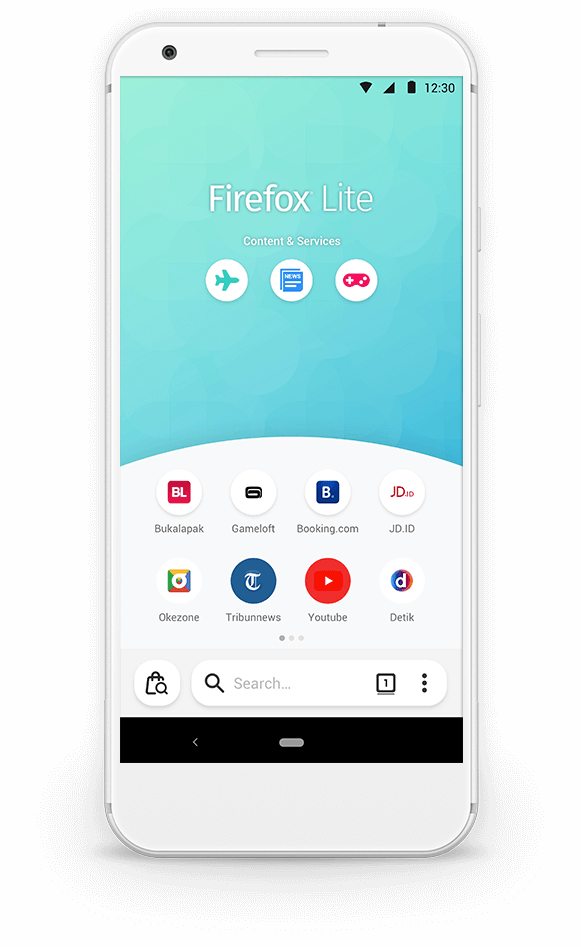 12:30
Firefox Lite
Content & Services
NEWS
BL
B.
JD.ID
Bukalapak
Gameloft
Booking.com
JD.ID
T
d
Okezone
Tribunnews
Youtube
Detik
Search...
1